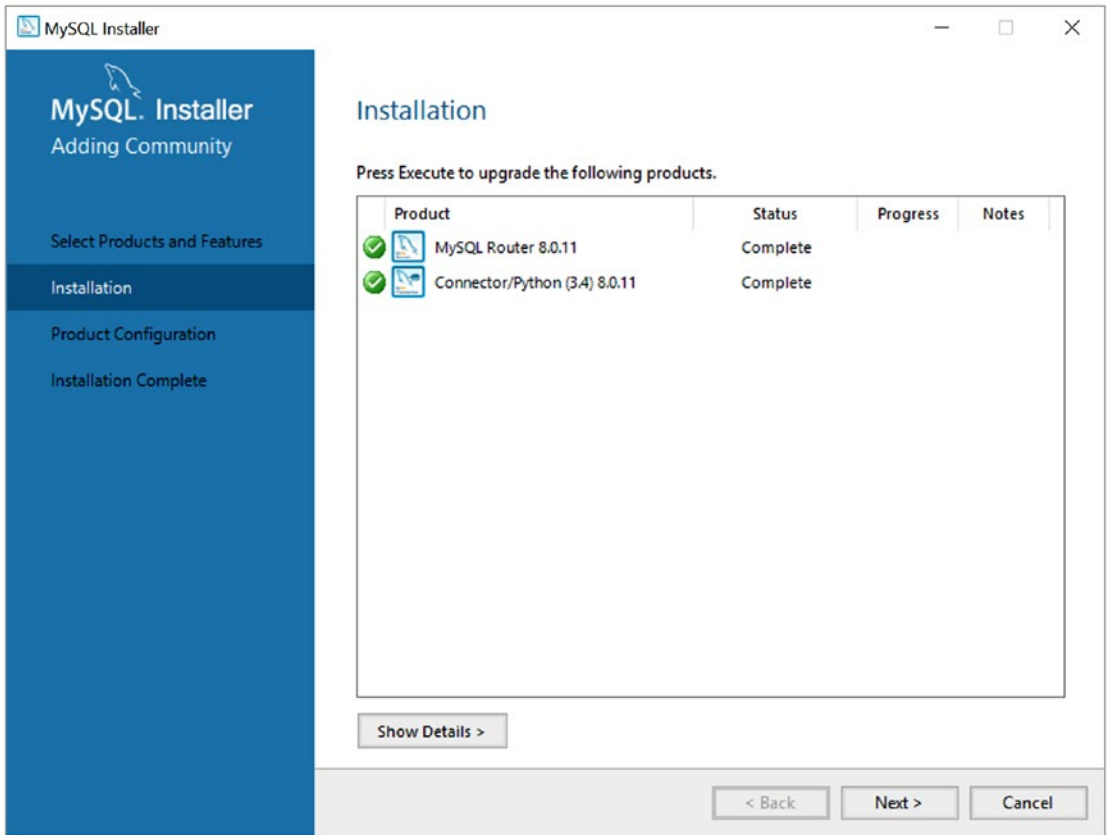 MySQL Installer
MySQL. Installer
Adding Community
Select Products and Features
Installation
Product Configuration
Installation Complete
Installation
Press Execute to upgrade the following products.
Product Status Progress Notes
MySQL Router 8.0.11 Complete
Connector/Python (3.4) 8.0.11 Complete
Show Details >
< Back Next > Cancel